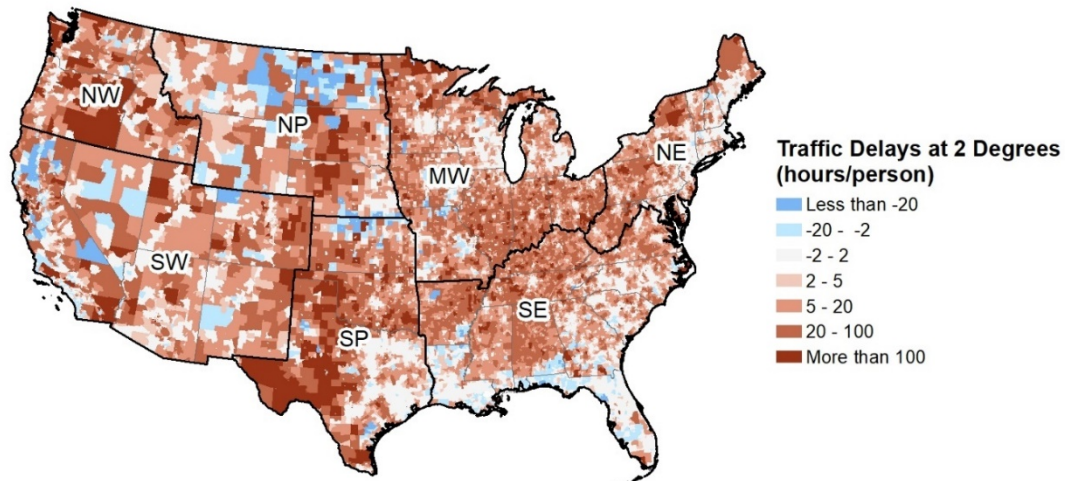 NW
NP
MW
NE
SW
SE
SP
Traffic Delays at 2 Degrees
(hours/person)
Less than -20
-20 - -2
-2 - 2
2 - 5
5 - 20
20 - 100
More than 100